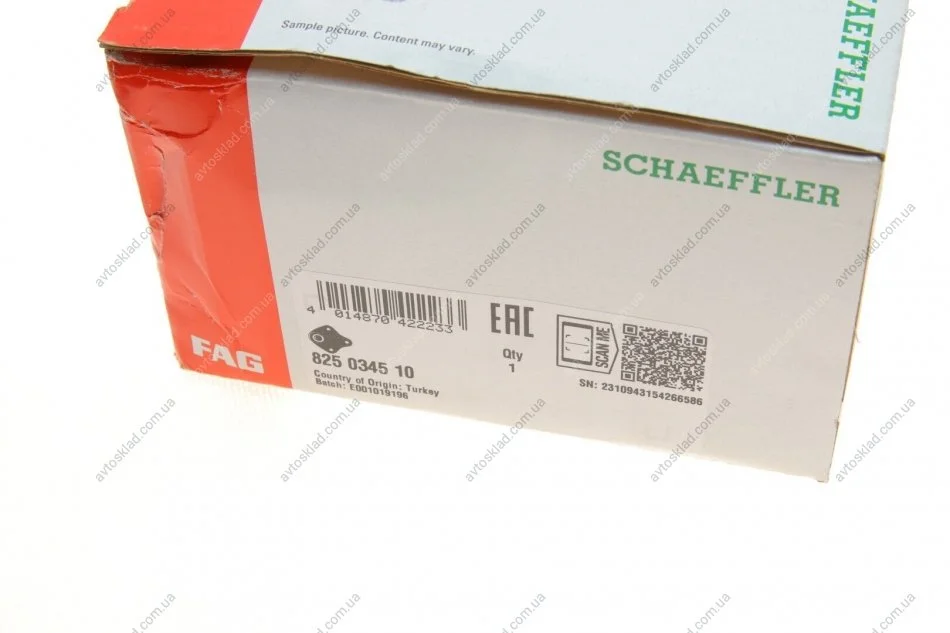 Sample picture. Content may vary.
SCHAEFFLER
SCHAEFFLER
4 014870 422233
EAC
825 0345 10
Qty
1
SCAN ME
Country of Origin: Turkey
Batch: E001019196
SN: 2310943154266586
FAG
avtosklad.com.ua